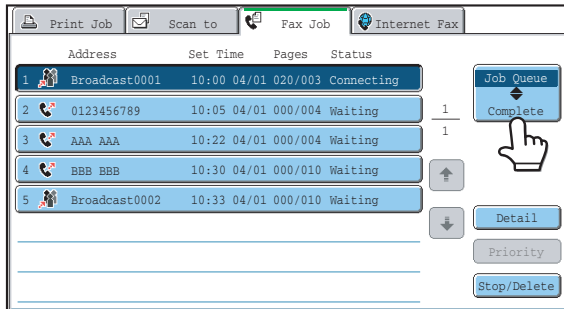 Print Job Scan to Fax Job Internet Fax
Address Set Time Pages Status
1 Broadcast0001 10:00 04/01 020/003 Connecting
2 0123456789 10:05 04/01 000/004 Waiting
3 AAA AAA 10:22 04/01 000/004 Waiting
4 BBB BBB 10:30 04/01 000/010 Waiting
5 Broadcast0002 10:33 04/01 000/010 Waiting
1
1
Job Queue
Complete
Detail
Priority
Stop/Delete